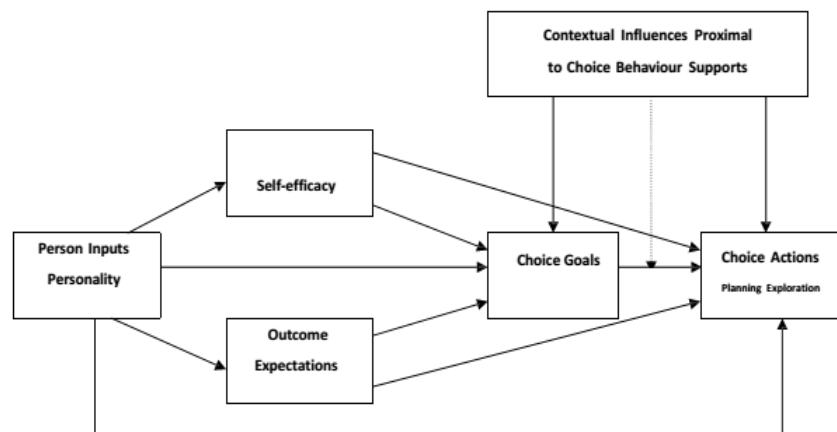 Contextual Influences Proximal
to Choice Behaviour Supports
Self-efficacy
Person Inputs
Personality
Choice Goals
Choice Actions
Planning Exploration
Outcome
Expectations